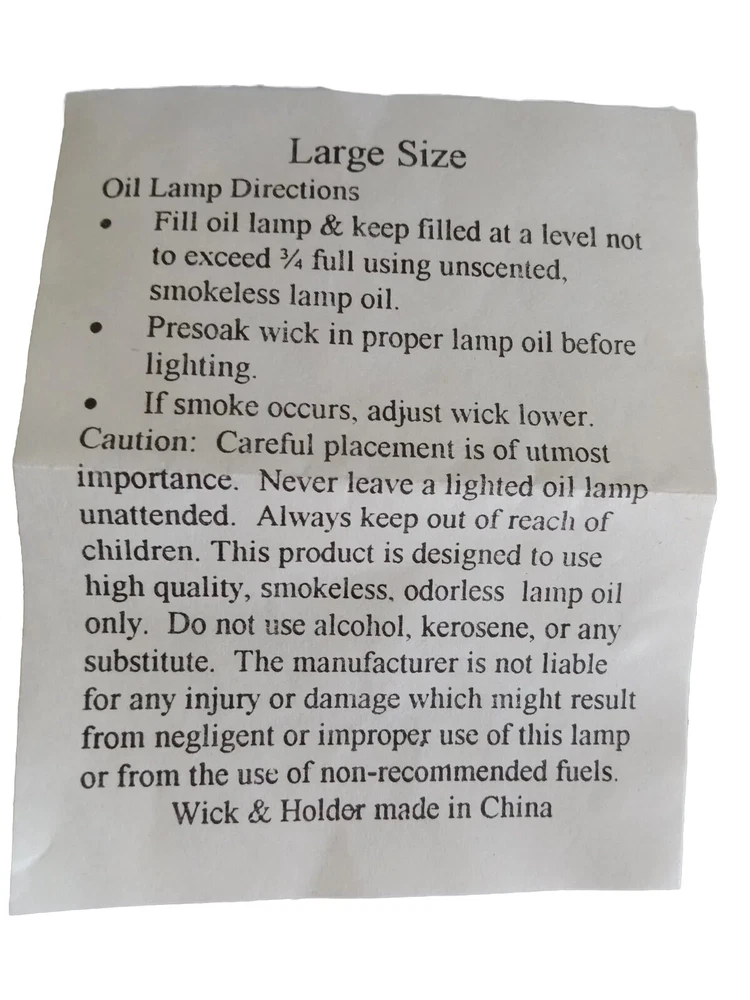 Large Size
Oil Lamp Directions
• Fill oil lamp & keep filled at a level not
to exceed ¾ full using unscented,
smokeless lamp oil.
• Presoak wick in proper lamp oil before
lighting.
• If smoke occurs, adjust wick lower.
Caution: Careful placement is of utmost
importance. Never leave a lighted oil lamp
unattended. Always keep out of reach of
children. This product is designed to use
high quality, smokeless, odorless lamp oil
only. Do not use alcohol, kerosene, or any
substitute. The manufacturer is not liable
for any injury or damage which might result
from negligent or improper use of this lamp
or from the use of non-recommended fuels.
Wick & Holder made in China